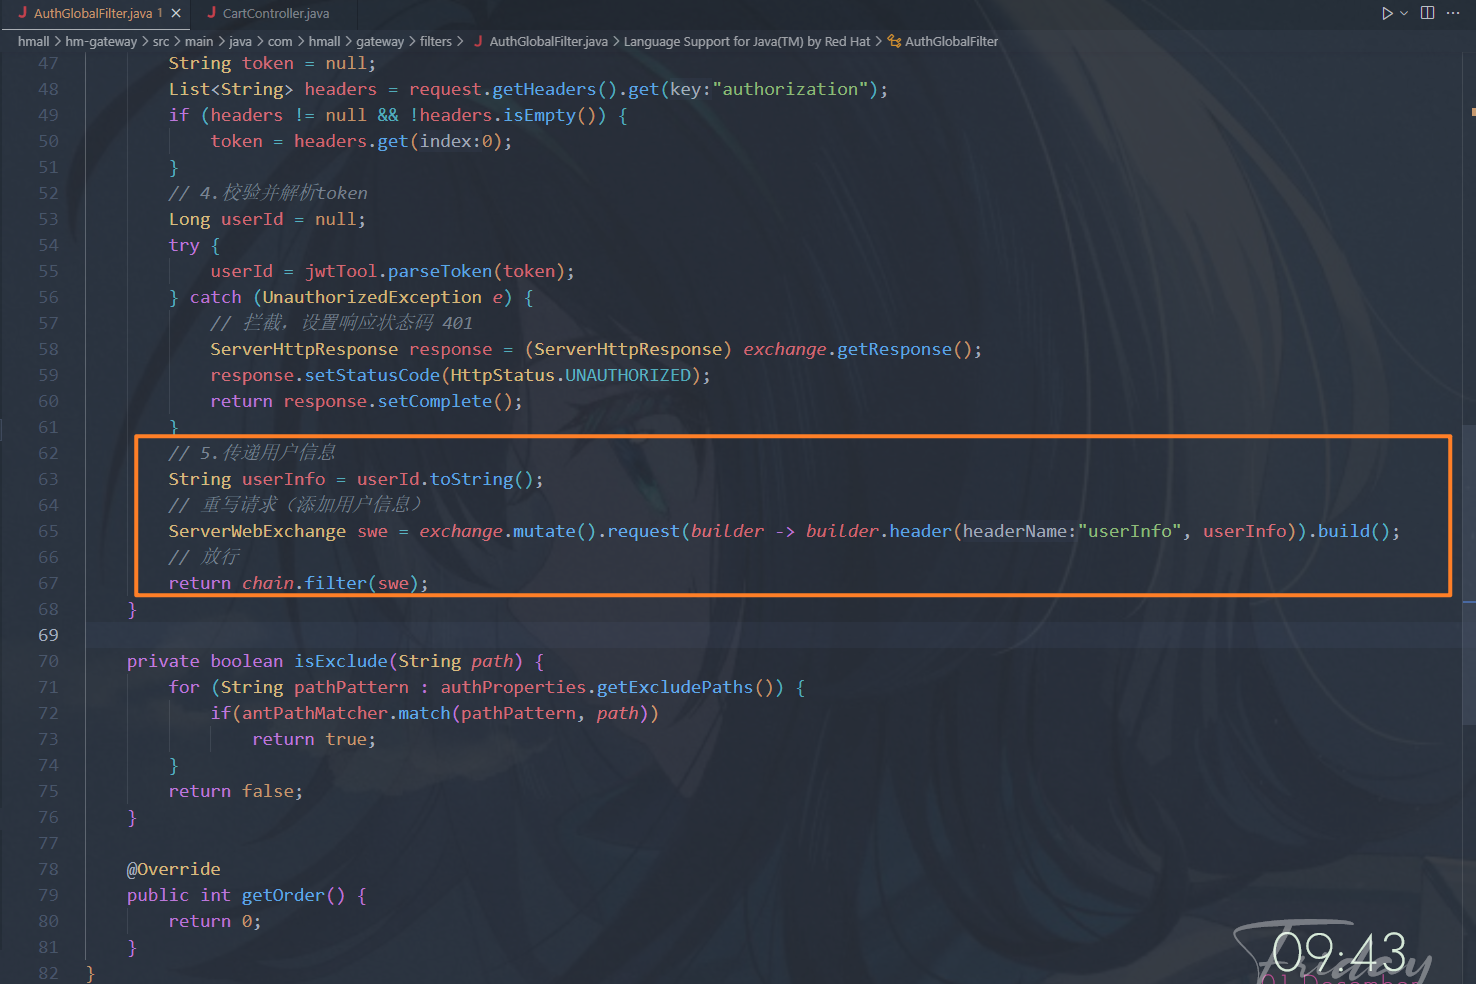 AuthGlobalFilter.java 1 CartController.java
hmall > hm-gateway > src > main > java > com > hmall > gateway > filters > AuthGlobalFilter.java > Language Support for Java(TM) by Red Hat > AuthGlobalFilter
47 String token = null;
48 List<String> headers = request.getHeaders().get(key:"authorization");
49 if (headers != null && !headers.isEmpty()) {
50 token = headers.get(index:0);
51 }
52 // 4.校验并解析token
53 Long userId = null;
54 try {
55 userId = jwtTool.parseToken(token);
56 } catch (UnauthorizedException e) {
57 // 拦截，设置响应状态码 401
58 ServerHttpResponse response = (ServerHttpResponse) exchange.getResponse();
59 response.setStatusCode(HttpStatus.UNAUTHORIZED);
60 return response.setComplete();
61 }
62 // 5.传递用户信息
63 String userInfo = userId.toString();
64 // 重写请求（添加用户信息）
65 ServerWebExchange swe = exchange.mutate().request(builder -> builder.header(headerName:"userInfo", userInfo)).build();
66 // 放行
67 return chain.filter(swe);
68 }
69
70 private boolean isExclude(String path) {
71 for (String pathPattern : authProperties.getExcludePaths()) {
72 if(antPathMatcher.match(pathPattern, path))
73 return true;
74 }
75 return false;
76 }
77
78 @Override
79 public int getOrder() {
80 return 0;
81 }
82 }
09:43
Friday
01 December